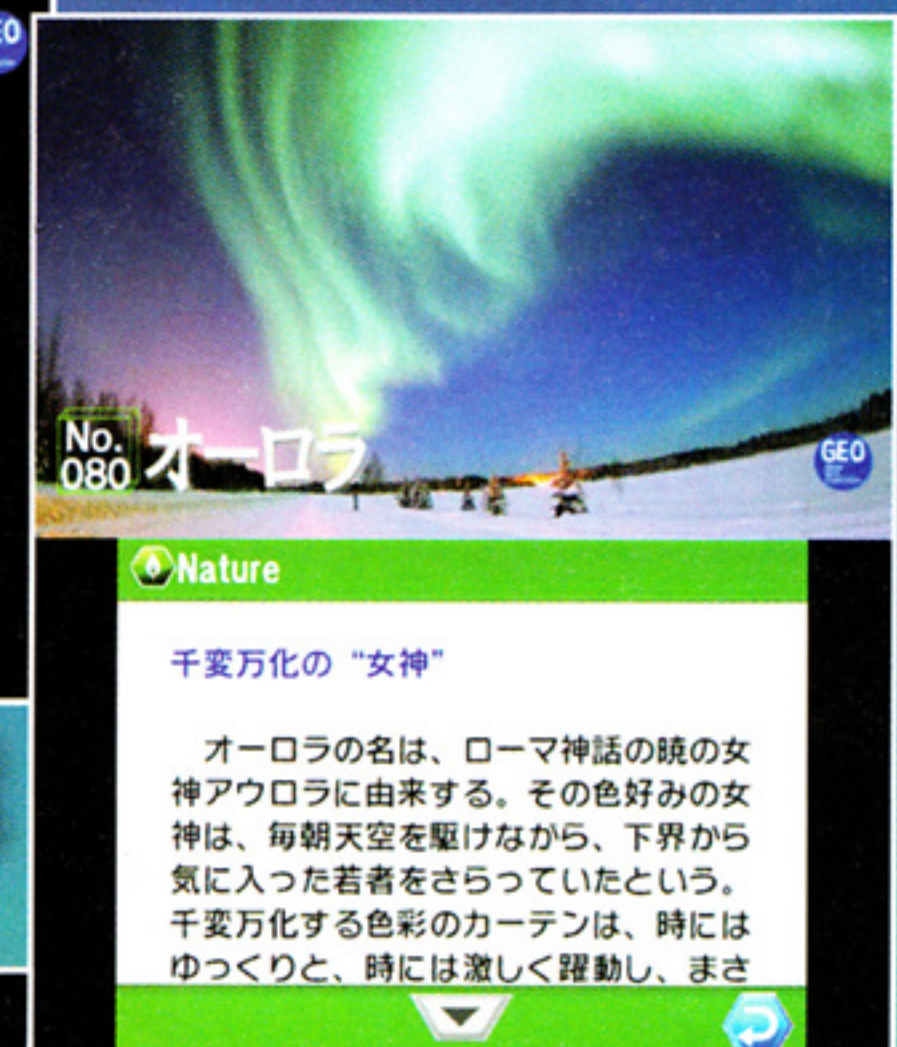 No.
080 オーロラ
GEO
Nature
千変万化の “女神”
オーロラの名は、ローマ神話の暁の女
神アウロラに由来する。その色好みの女
神は、毎朝天空を駆けながら、下界から
気に入った若者をさらっていたという。
千変万化する色彩のカーテンは、時には
ゆっくりと、時には激しく躍動し、まさ